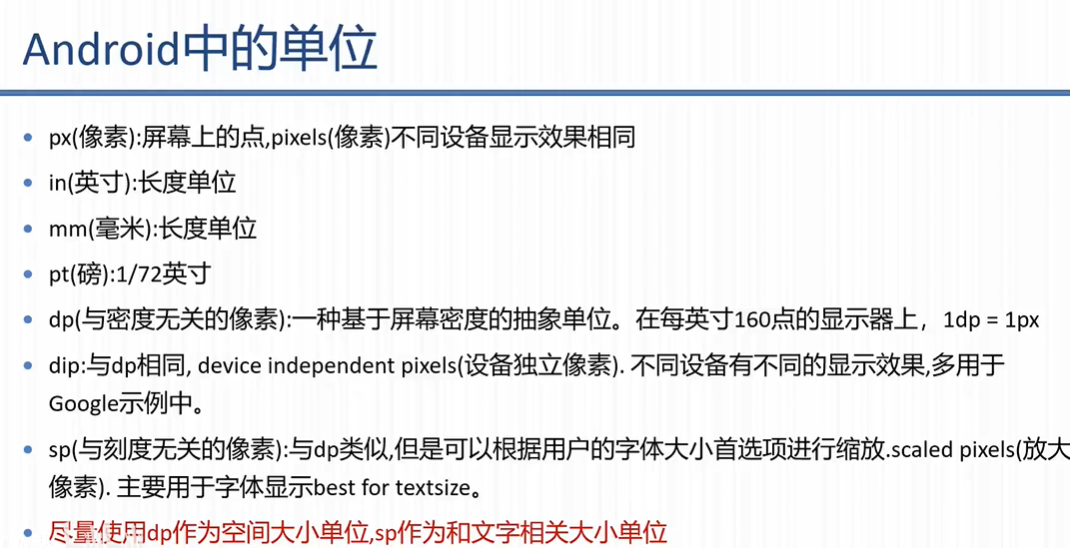 Android中的单位
px(像素):屏幕上的点,pixels(像素)不同设备显示效果相同
in(英寸):长度单位
mm(毫米):长度单位
pt(磅):1/72英寸
dp(与密度无关的像素):一种基于屏幕密度的抽象单位。在每英寸160点的显示器上，1dp = 1px
dip:与dp相同, device independent pixels(设备独立像素). 不同设备有不同的显示效果,多用于
Google示例中。
sp(与刻度无关的像素):与dp类似,但是可以根据用户的字体大小首选项进行缩放.scaled pixels(放大
像素). 主要用于字体显示best for textsize。
尽量使用dp作为空间大小单位,sp作为和文字相关大小单位